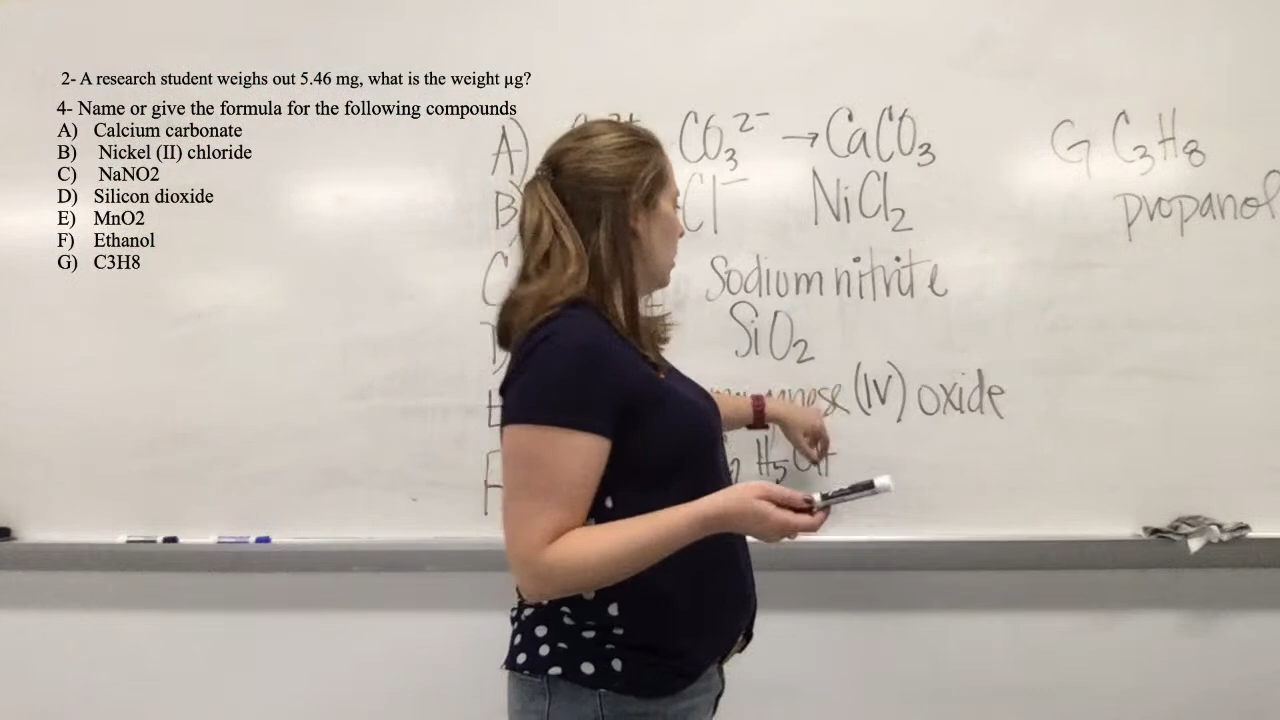 2- A research student weighs out 5.46 mg, what is the weight µg?
4- Name or give the formula for the following compounds
A) Calcium carbonate
B) Nickel (II) chloride
C) NaNO2
D) Silicon dioxide
E) MnO2
F) Ethanol
G) C3H8
A) CO₃²⁻ → CaCO₃
B) Cl⁻ NiCl₂
C Sodium nitrite
SiO₂
E (IV) oxide
F H₅OH
G C₃H₈
propanol